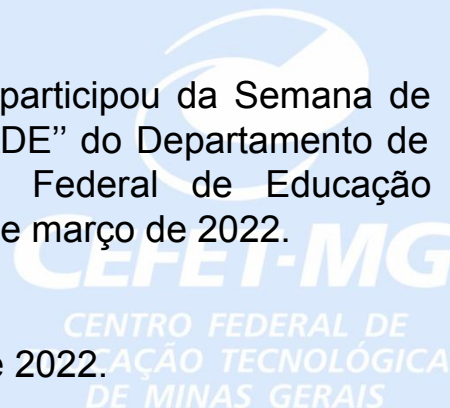 participou da Semana de
DE’’ do Departamento de
Federal de Educação
e março de 2022.
CEFET-MG
CENTRO FEDERAL DE
EDUCAÇÃO TECNOLÓGICA
e 2022.
DE MINAS GERAIS